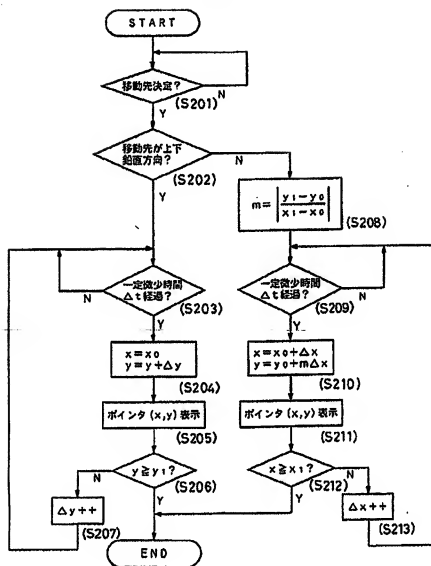 START
移動先決定?
N
(S201)
Y
移動先が上下
鉛直方向?
N
(S202)
Y
m=|y1-y0/x1-x0|
(S208)
一定微少時間
Δt経過?
N
(S203)
Y
一定微少時間
Δt経過?
N
(S209)
Y
x=x0
y=y+Δy
(S204)
x=x0+Δx
y=y0+mΔx
(S210)
ポインタ(x,y)表示
(S205)
ポインタ(x,y)表示
(S211)
y≧y1?
N
(S206)
Y
x≧x1?
(S212)
N
Y
Δy++
(S207)
Δx++
(S213)
END